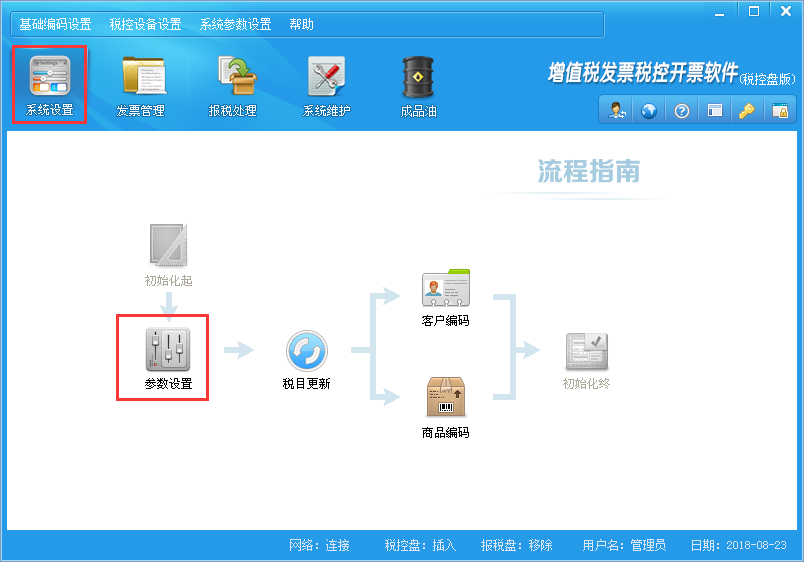 基础编码设置 税控设备设置 系统参数设置 帮助
增值税发票税控开票软件(税控盘版)
Settings
系统设置 发票管理 报税处理 系统维护 成品油
流程指南
初始化起
客户编码
参数设置 税目更新 初始化终
商品编码
网络：连接 税控盘：插入 报税盘：移除 用户名：管理员 日期：2018-08-23